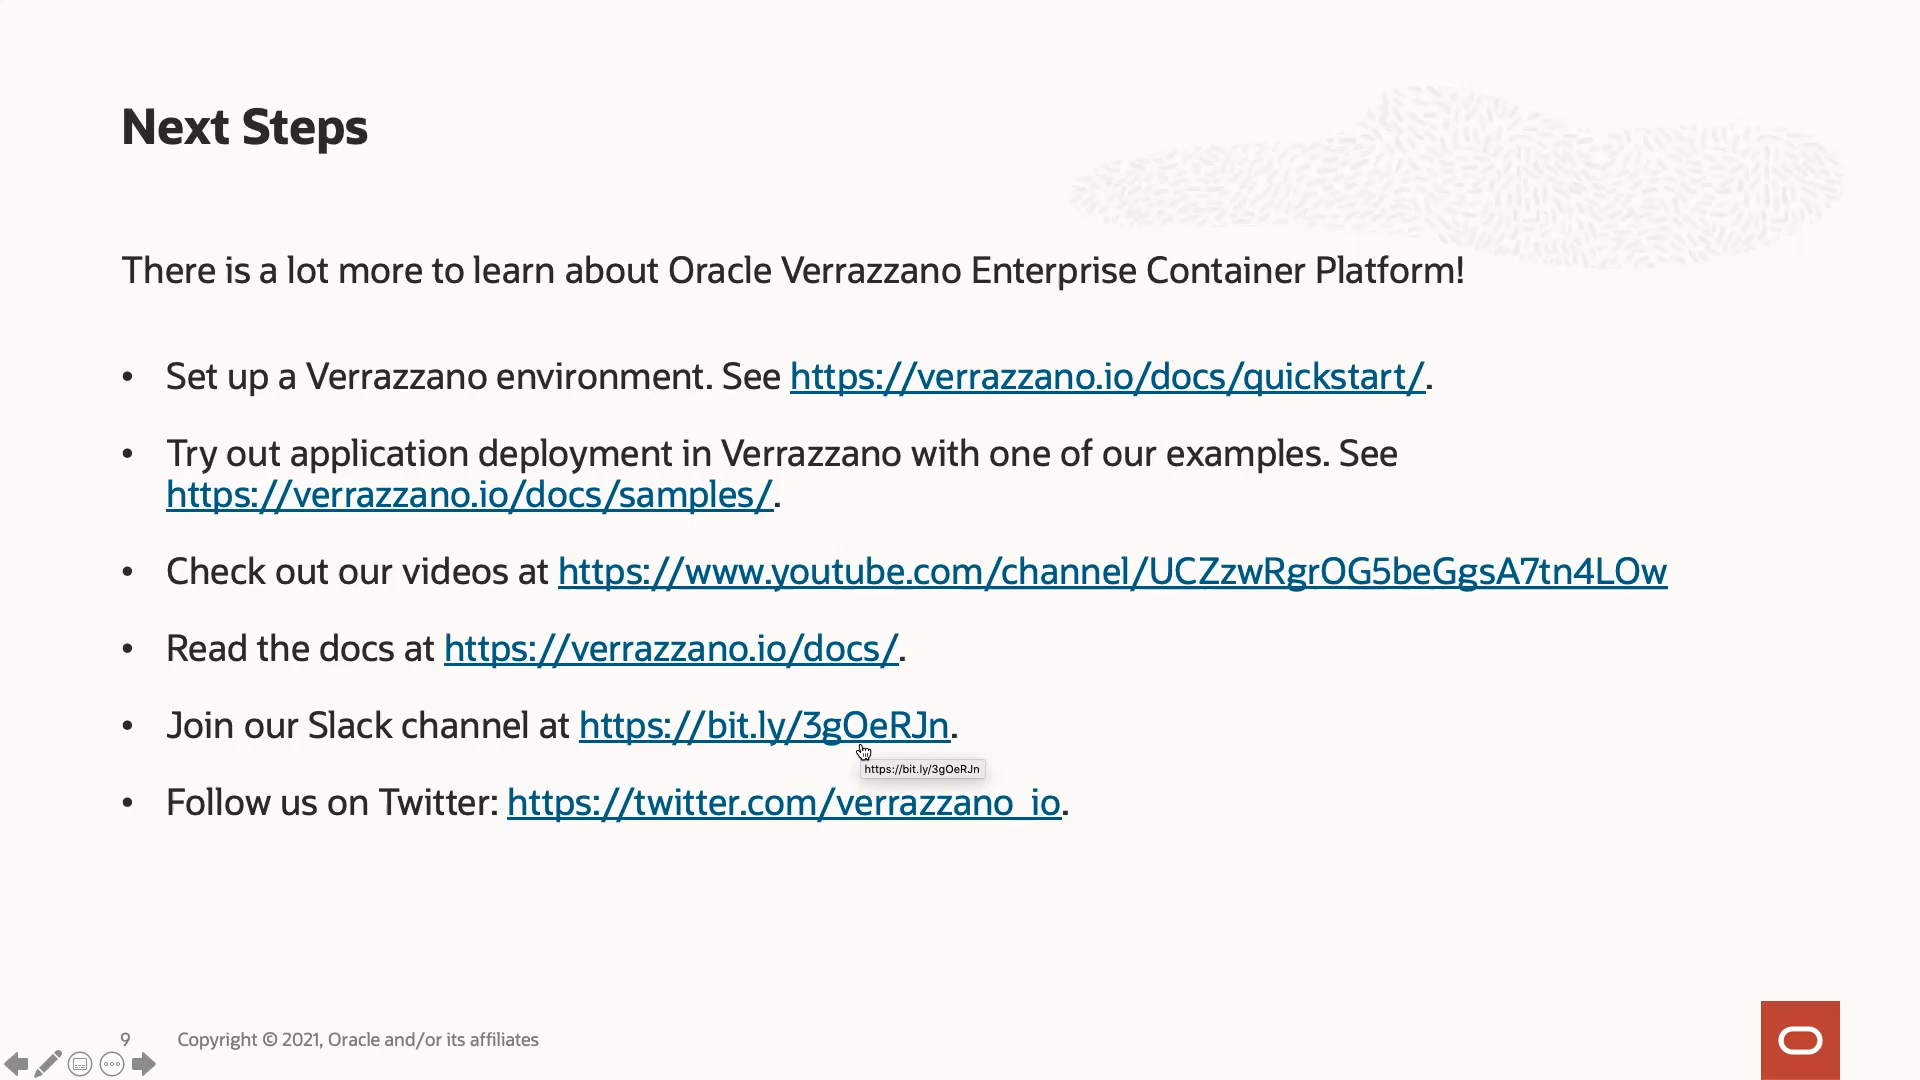 Next Steps
There is a lot more to learn about Oracle Verrazzano Enterprise Container Platform!
• Set up a Verrazzano environment. See https://verrazzano.io/docs/quickstart/.
• Try out application deployment in Verrazzano with one of our examples. See
https://verrazzano.io/docs/samples/.
• Check out our videos at https://www.youtube.com/channel/UCZzwRgrOG5beGgsA7tn4LOw
• Read the docs at https://verrazzano.io/docs/.
• Join our Slack channel at https://bit.ly/3gOeRJn.
https://bit.ly/3gOeRJn
• Follow us on Twitter: https://twitter.com/verrazzano_io.
9 Copyright © 2021, Oracle and/or its affiliates